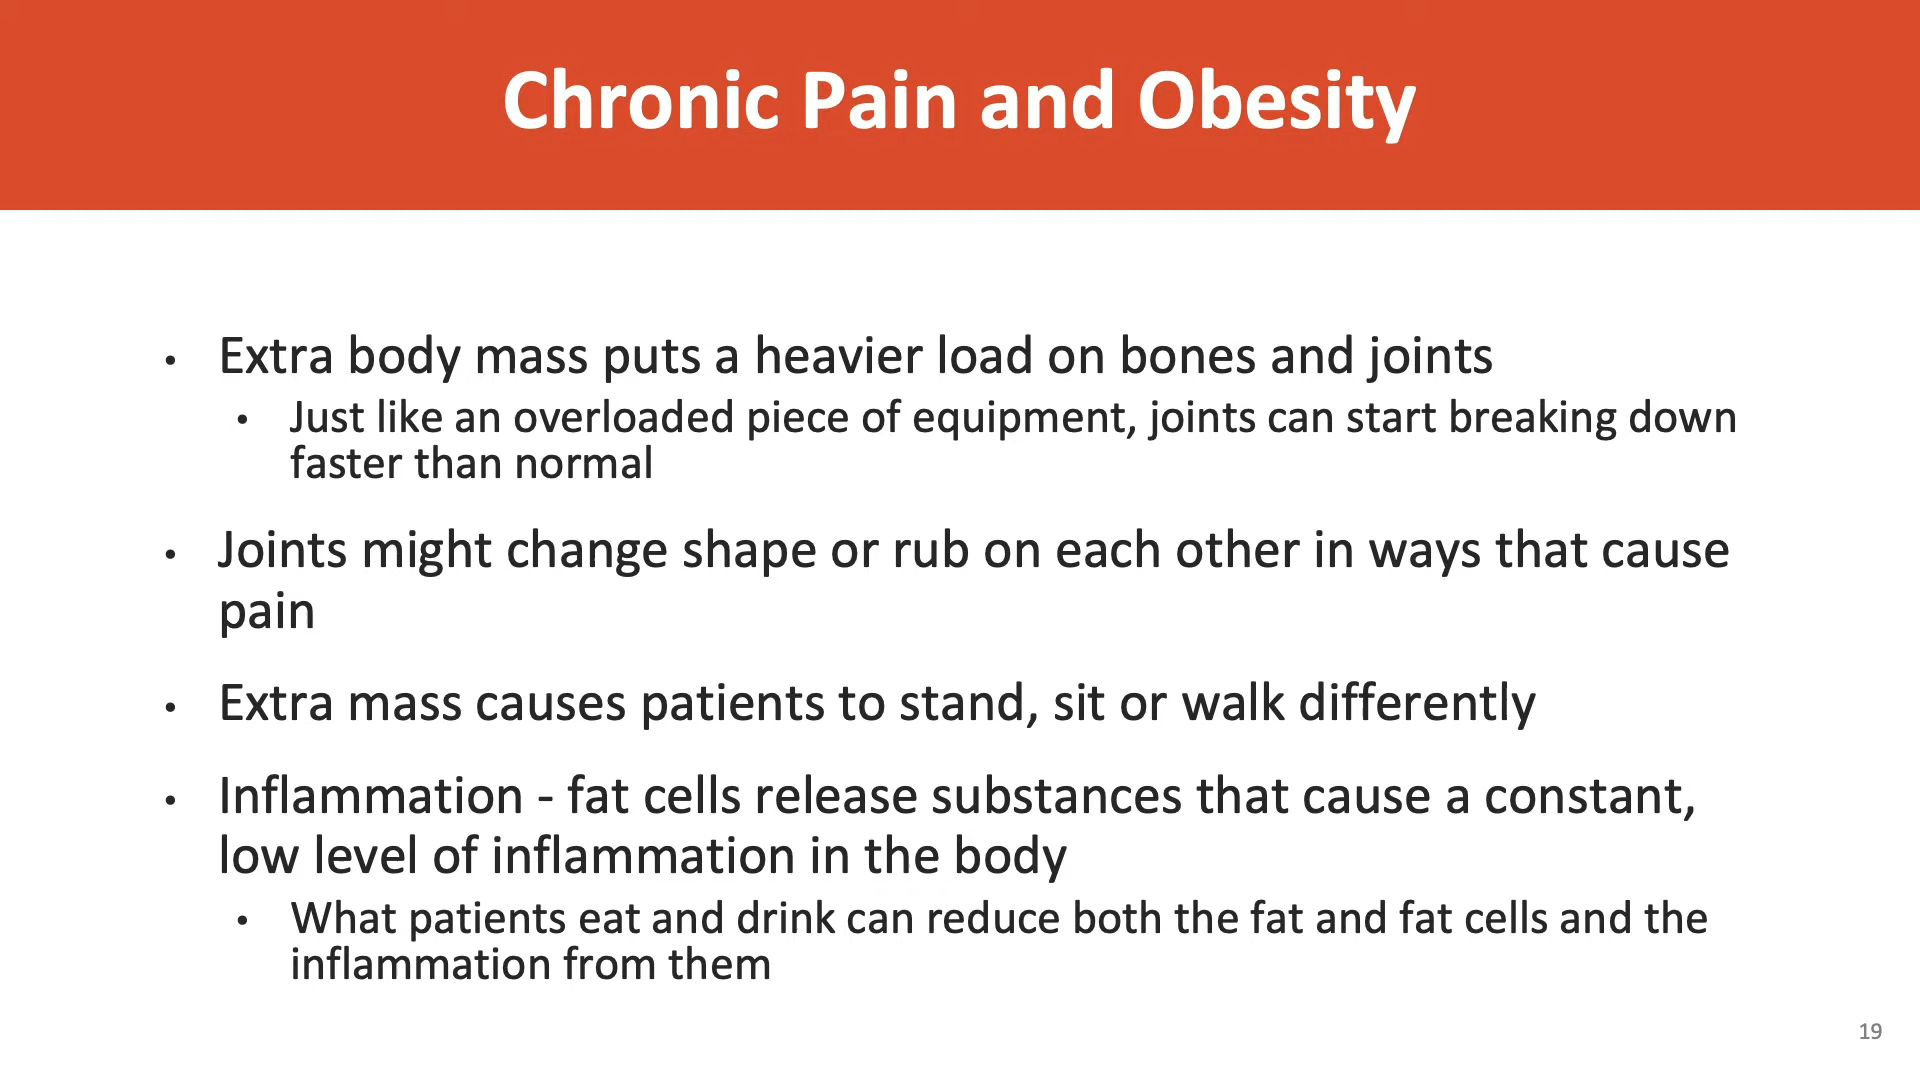 Chronic Pain and Obesity
• Extra body mass puts a heavier load on bones and joints
• Just like an overloaded piece of equipment, joints can start breaking down
faster than normal
• Joints might change shape or rub on each other in ways that cause
pain
• Extra mass causes patients to stand, sit or walk differently
• Inflammation - fat cells release substances that cause a constant,
low level of inflammation in the body
• What patients eat and drink can reduce both the fat and fat cells and the
inflammation from them
19